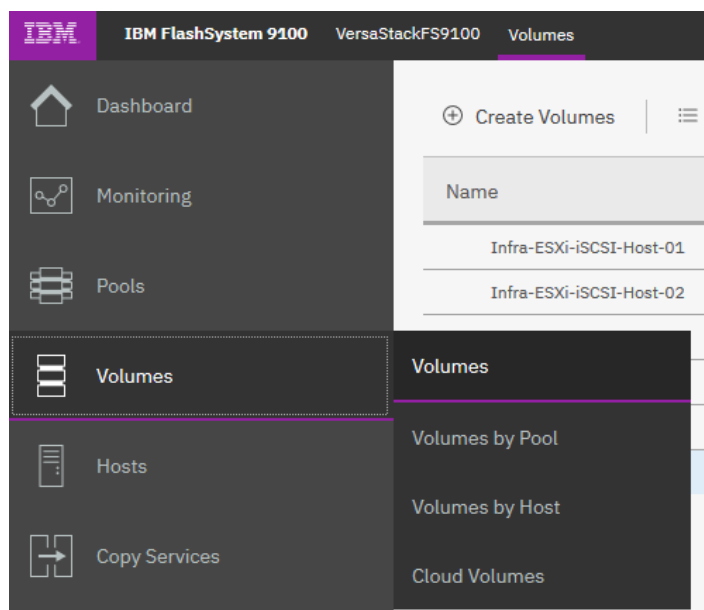 IBM IBM FlashSystem 9100 VersaStackFS9100 Volumes
Dashboard
Create Volumes
Monitoring
Name
Infra-ESXi-iSCSI-Host-01
Pools
Infra-ESXi-iSCSI-Host-02
Volumes
Volumes
Volumes by Pool
Hosts
Volumes by Host
Copy Services
Cloud Volumes